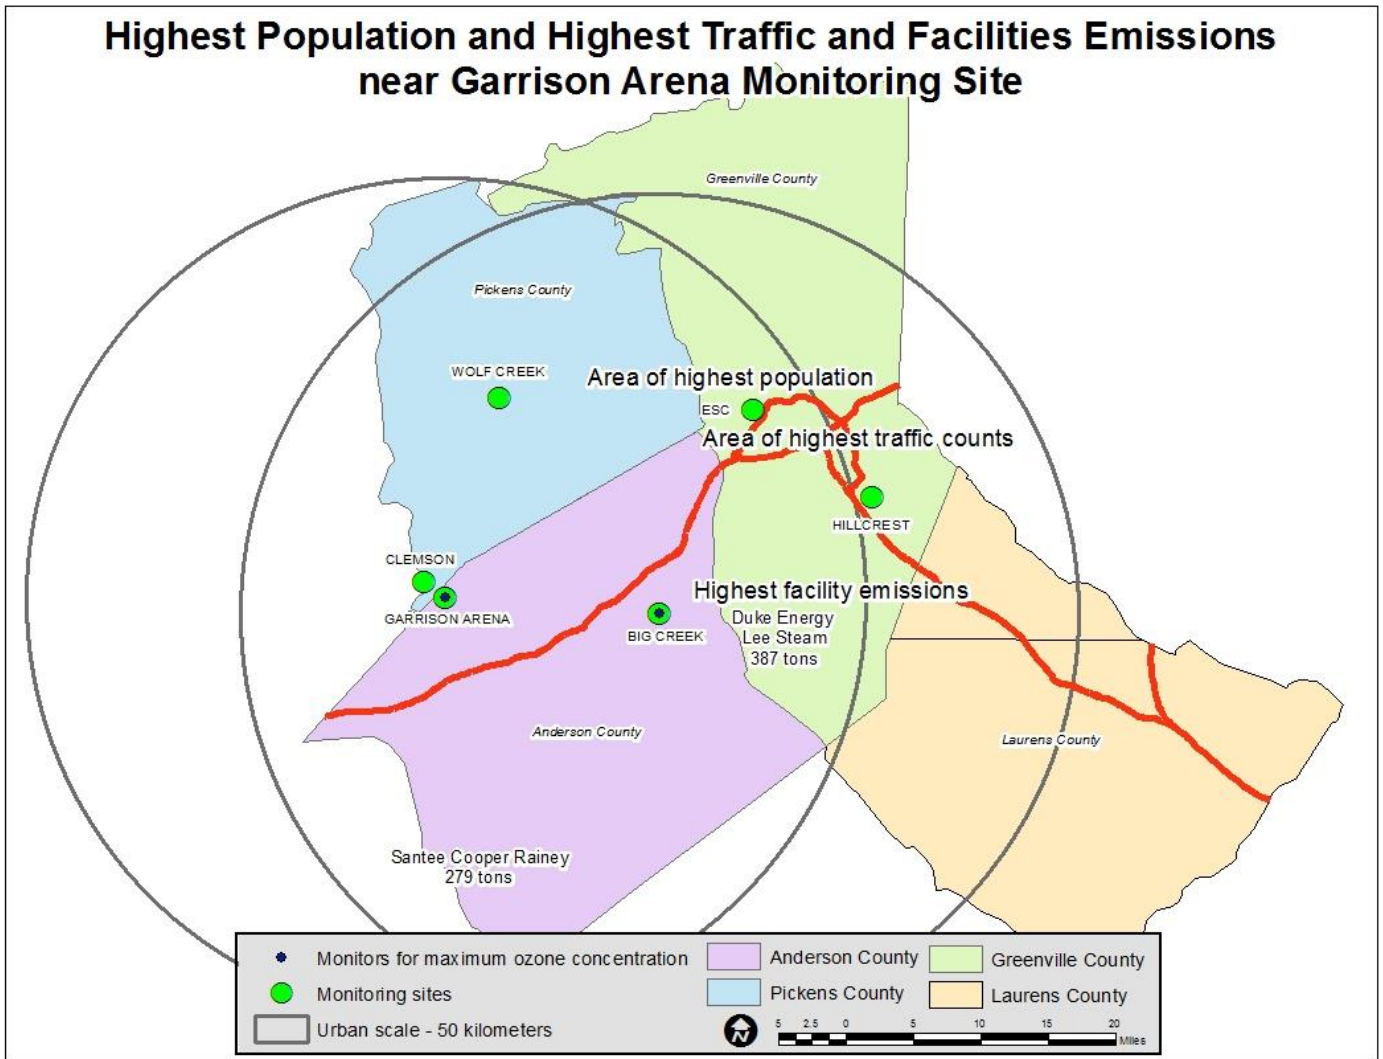 Highest Population and Highest Traffic and Facilities Emissions
near Garrison Arena Monitoring Site
Greenville County
Pickens County
WOLF CREEK
Area of highest population
ESC
Area of highest traffic counts
HILLCREST
CLEMSON
GARRISON ARENA
Highest facility emissions
BIG CREEK
Duke Energy
Lee Steam
387 tons
Anderson County
Laurens County
Santee Cooper Rainey
279 tons
Monitors for maximum ozone concentration
Monitoring sites
Urban scale - 50 kilometers
Anderson County
Pickens County
Greenville County
Laurens County
N
5 2.5 0 5 10 15 20
Miles